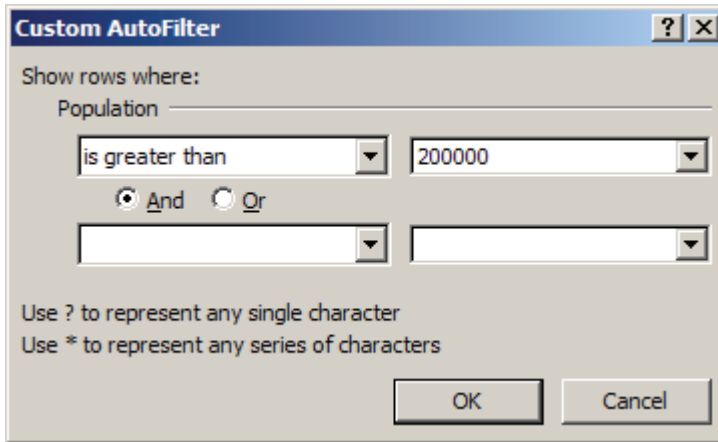 Custom AutoFilter ? X
Show rows where:
Population
is greater than 200000
And Or
Use ? to represent any single character
Use * to represent any series of characters
OK Cancel